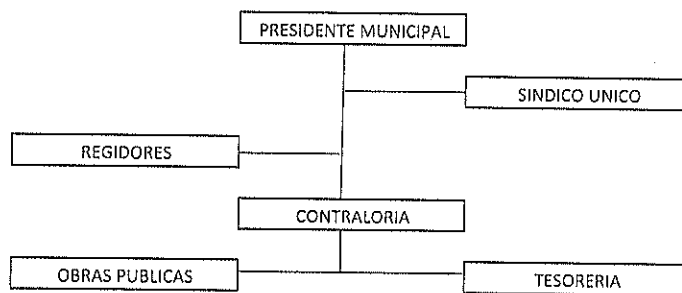 PRESIDENTE MUNICIPAL
SINDICO UNICO
REGIDORES
CONTRALORIA
OBRAS PUBLICAS
TESORERIA